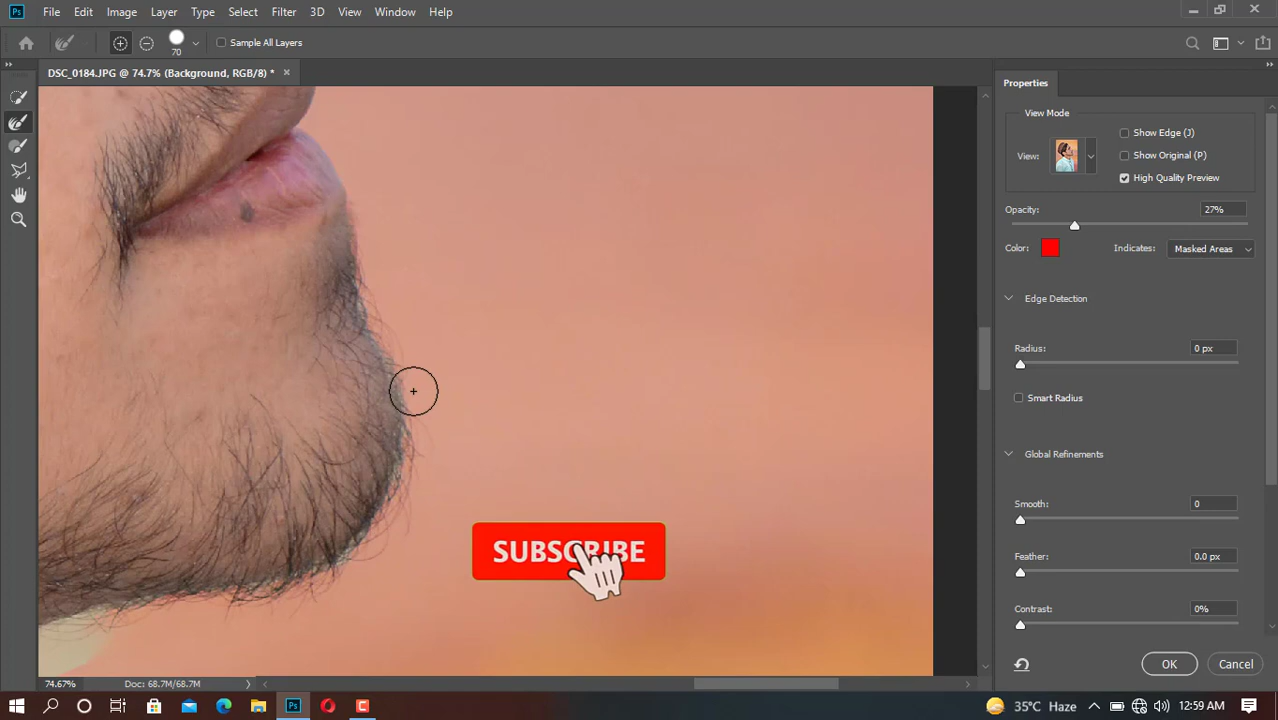 Ps File Edit Image Layer Type Select Filter 3D View Window Help
70 Sample All Layers
DSC_0184.JPG @ 74.7% (Background, RGB/8) * ×
Properties
View Mode
Show Edge (J)
View:
Show Original (P)
High Quality Preview
Opacity: 27%
Color: Indicates: Masked Areas
Edge Detection
Radius: 0 px
Smart Radius
Global Refinements
Smooth: 0
Feather: 0.0 px
Contrast: 0%
SUBSCRIBE
OK Cancel
74.67% Doc: 68.7M/68.7M
Ps 35°C Haze 12:59 AM